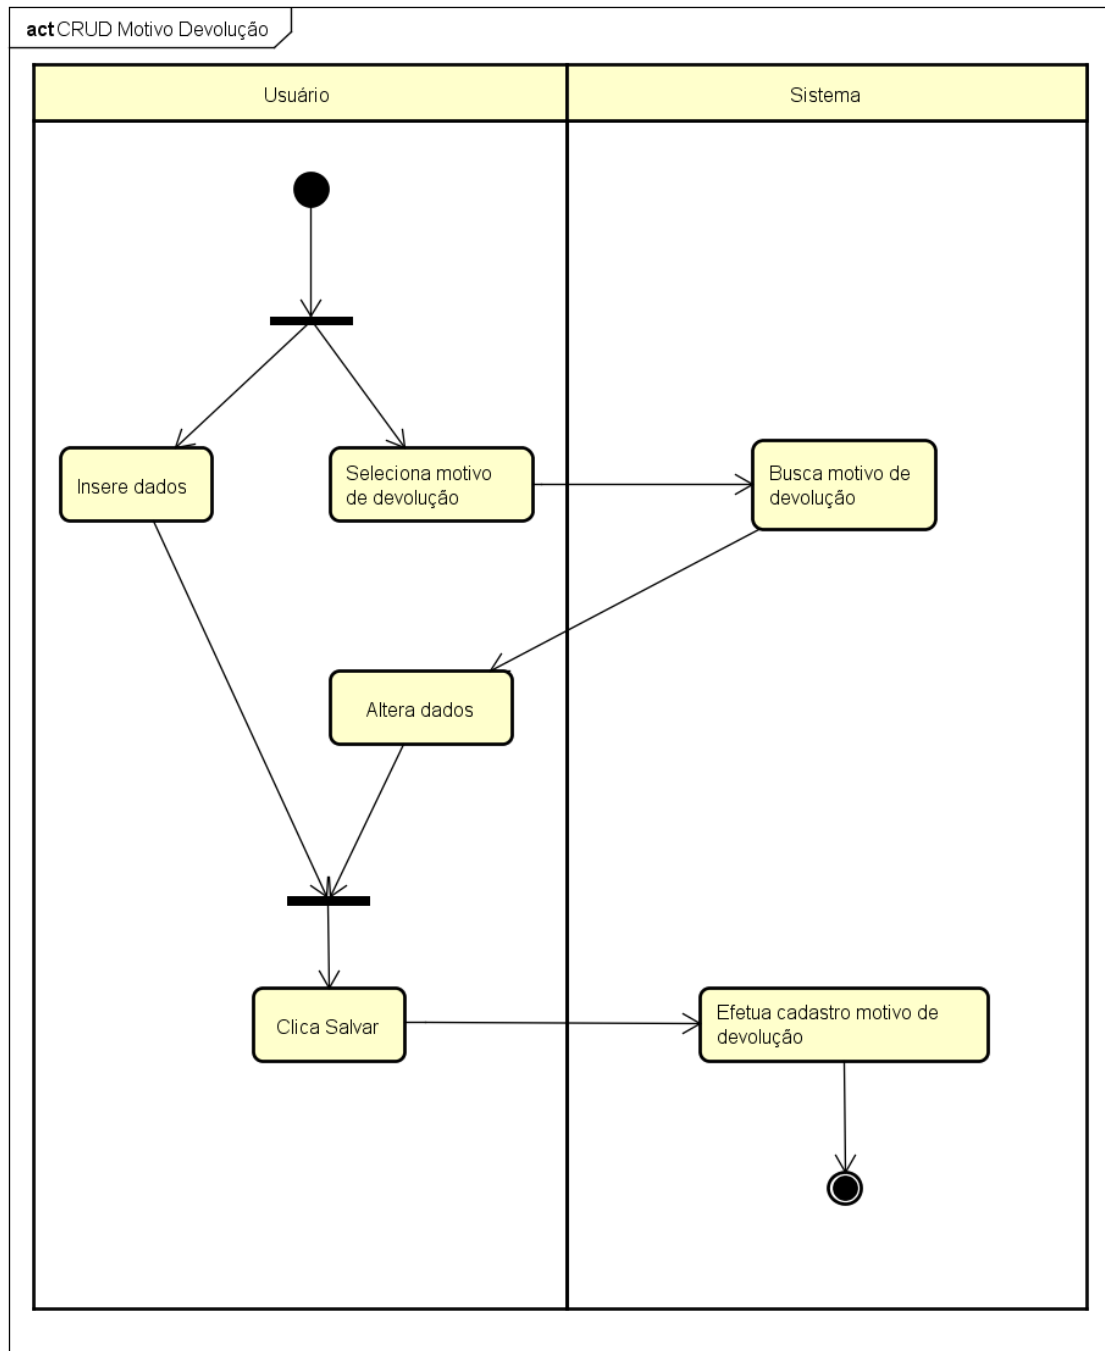 act CRUD Motivo Devolução
Usuário
Sistema
Insere dados
Seleciona motivo
de devolução
Busca motivo de
devolução
Altera dados
Clica Salvar
Efetua cadastro motivo de
devolução